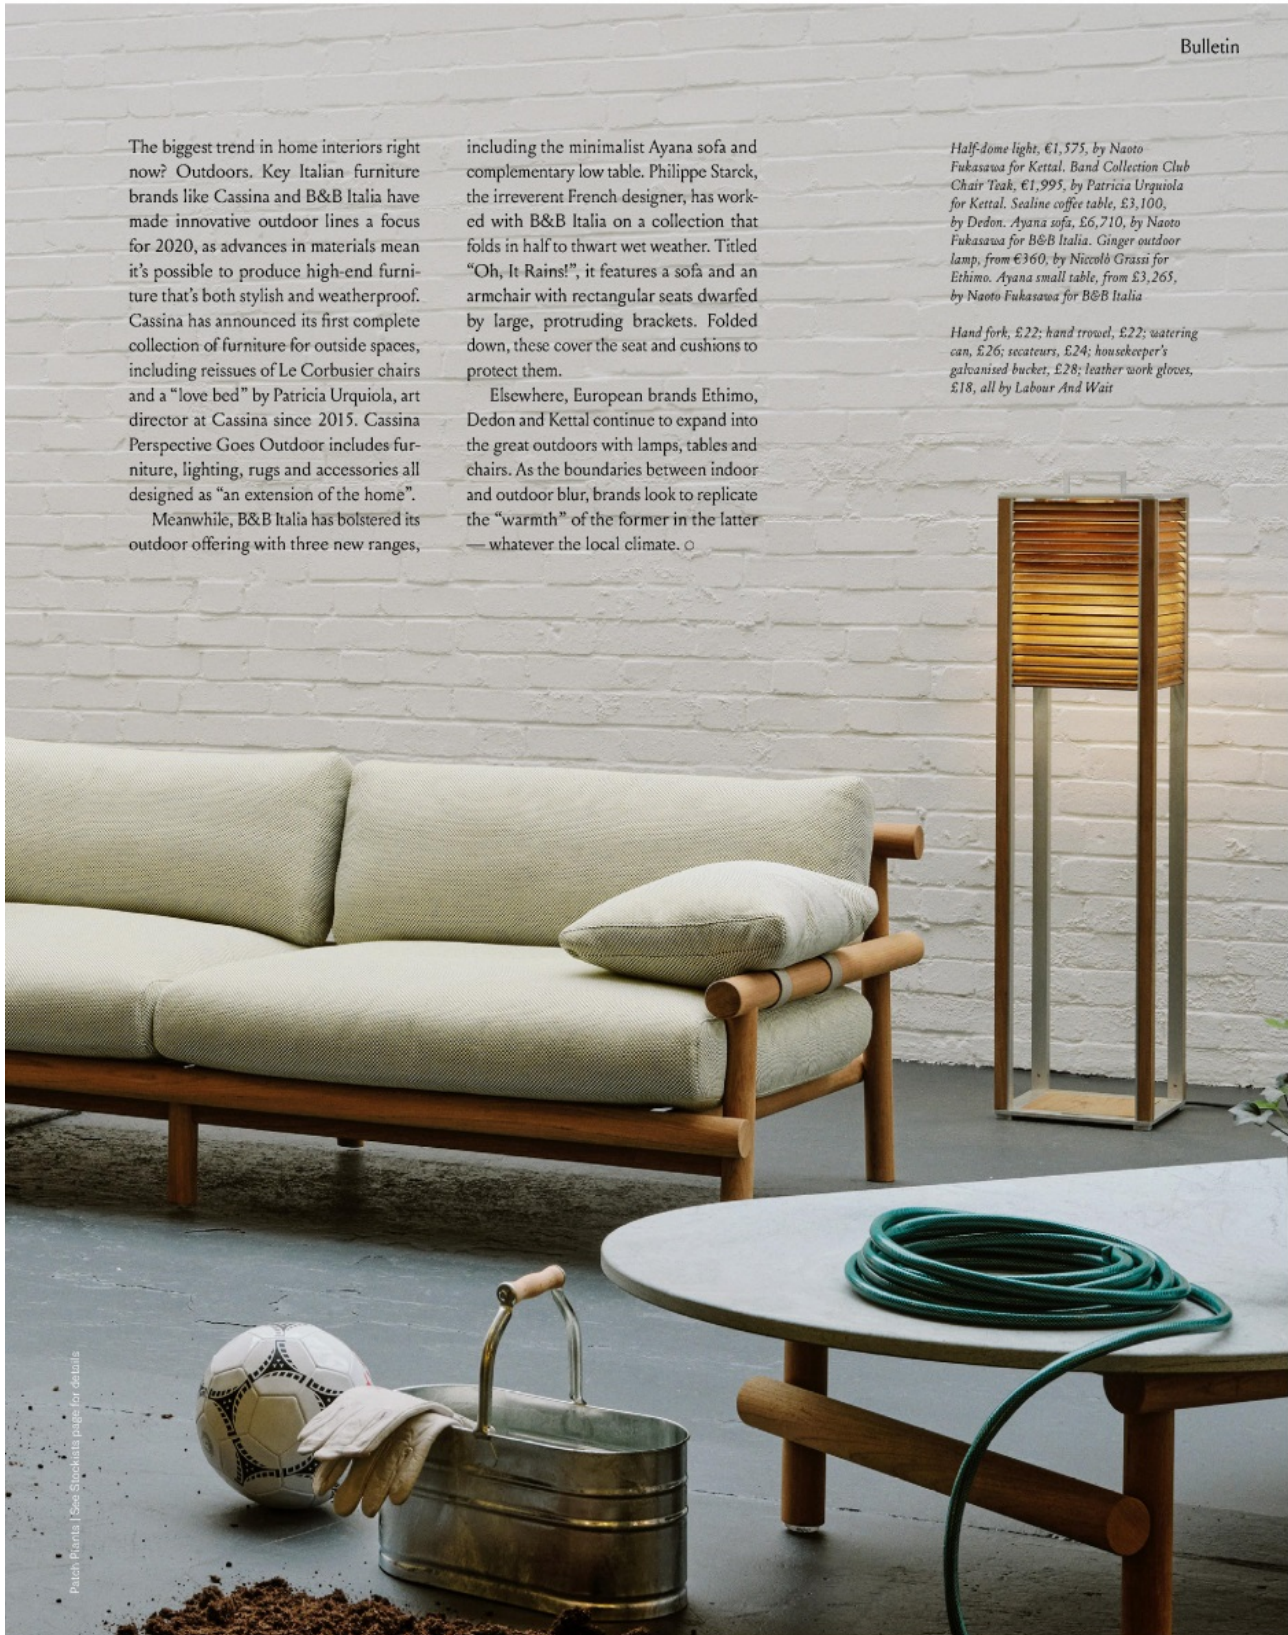 Bulletin
The biggest trend in home interiors right
now? Outdoors. Key Italian furniture
brands like Cassina and B&B Italia have
made innovative outdoor lines a focus
for 2020, as advances in materials mean
it's possible to produce high-end furni-
ture that's both stylish and weatherproof.
Cassina has announced its first complete
collection of furniture for outside spaces,
including reissues of Le Corbusier chairs
and a “love bed” by Patricia Urquiola, art
director at Cassina since 2015. Cassina
Perspective Goes Outdoor includes fur-
niture, lighting, rugs and accessories all
designed as “an extension of the home”.
Meanwhile, B&B Italia has bolstered its
outdoor offering with three new ranges,
including the minimalist Ayana sofa and
complementary low table. Philippe Starck,
the irreverent French designer, has work-
ed with B&B Italia on a collection that
folds in half to thwart wet weather. Titled
“Oh, It Rains!”, it features a sofa and an
armchair with rectangular seats dwarfed
by large, protruding brackets. Folded
down, these cover the seat and cushions to
protect them.
Elsewhere, European brands Ethimo,
Dedon and Kettal continue to expand into
the great outdoors with lamps, tables and
chairs. As the boundaries between indoor
and outdoor blur, brands look to replicate
the “warmth” of the former in the latter
— whatever the local climate.
Half-dome light, €1,575, by Naoto
Fukasawa for Kettal. Band Collection Club
Chair Teak, €1,995, by Patricia Urquiola
for Kettal. Sealine coffee table, £3,100,
by Dedon. Ayana sofa, £6,710, by Naoto
Fukasawa for B&B Italia. Ginger outdoor
lamp, from €360, by Niccolò Grassi for
Ethimo. Ayana small table, from £3,265,
by Naoto Fukasawa for B&B Italia
Hand fork, £22; hand trowel, £22; watering
can, £26; secateurs, £24; housekeeper's
galvanised bucket, £28; leather work gloves,
£18, all by Labour And Wait
Patch Plants | See Stockists page for details